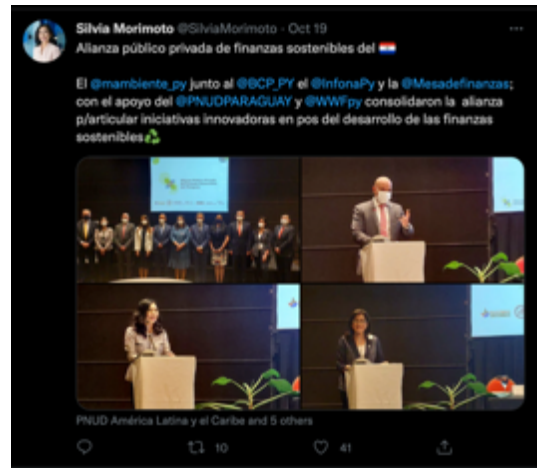 Silvia Morimoto @SilviaMorimoto · Oct 19
Alianza público privada de finanzas sostenibles del 🇵🇾
El @mambiente_py junto al @BCP_PY el @InfonaPy y la @Mesadefinanzas;
con el apoyo del @PNUDPARAGUAY y @WWFpy consolidaron la alianza
p/articular iniciativas innovadoras en pos del desarrollo de las finanzas
sostenibles♻️
PNUD América Latina y el Caribe and 5 others
10
41